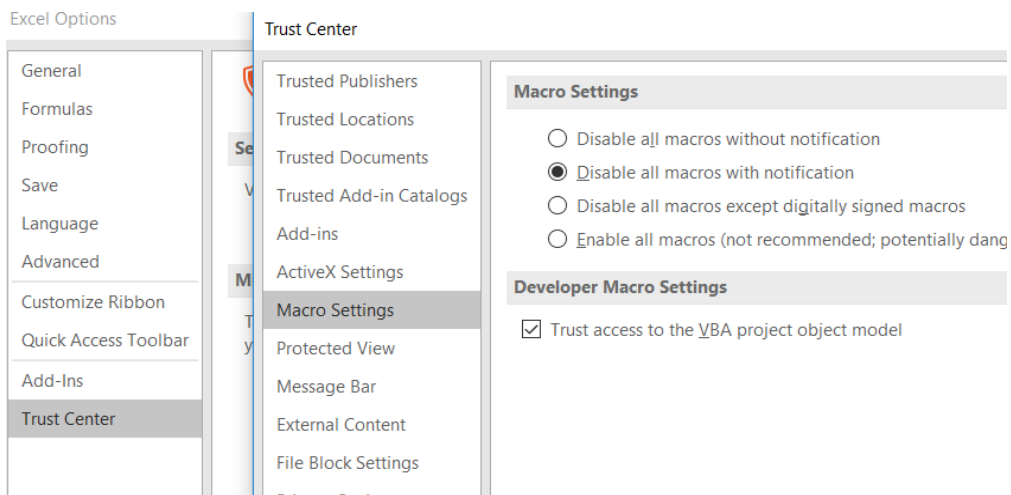 Excel Options
General
Formulas
Proofing
Save
Language
Advanced
Customize Ribbon
Quick Access Toolbar
Add-Ins
Trust Center
Se
V
M
T
y
Trust Center
Trusted Publishers
Trusted Locations
Trusted Documents
Trusted Add-in Catalogs
Add-ins
ActiveX Settings
Macro Settings
Protected View
Message Bar
External Content
File Block Settings
Macro Settings
Disable all macros without notification
Disable all macros with notification
Disable all macros except digitally signed macros
Enable all macros (not recommended; potentially dang
Developer Macro Settings
Trust access to the VBA project object model